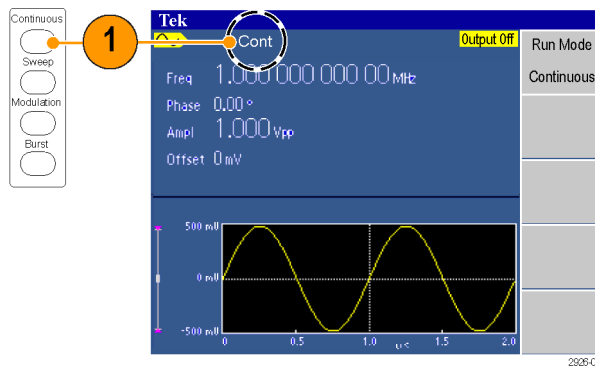 Continuous
Sweep
Modulation
Burst
1
Tek
Cont
Output Off
Freq 1.000 000 000 00 MHz
Phase 0.00 °
Ampl 1.000 Vpp
Offset 0 mV
Run Mode
Continuous
500 mV
0 mV
-500 mV
0 0.5 1.0 1.5 2.0
2926-0